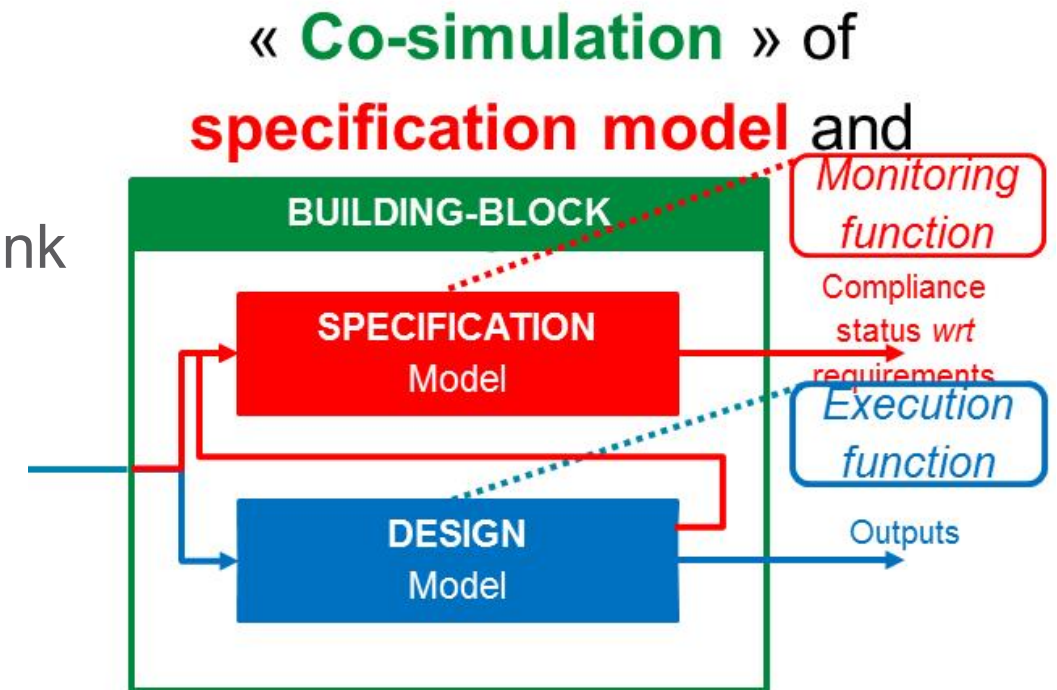 « Co-simulation » of
specification model and
Monitoring
function
nk
BUILDING-BLOCK
SPECIFICATION
Model
Compliance
status wrt
requirements
Execution
function
DESIGN
Model
Outputs